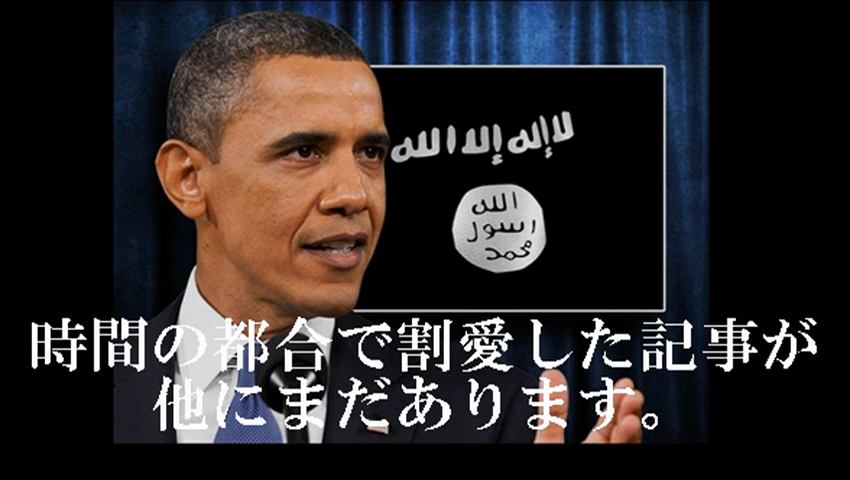 لا إله إلا الله
الله
رسول
محمد
時間の都合で割愛した記事が
他にまだあります。